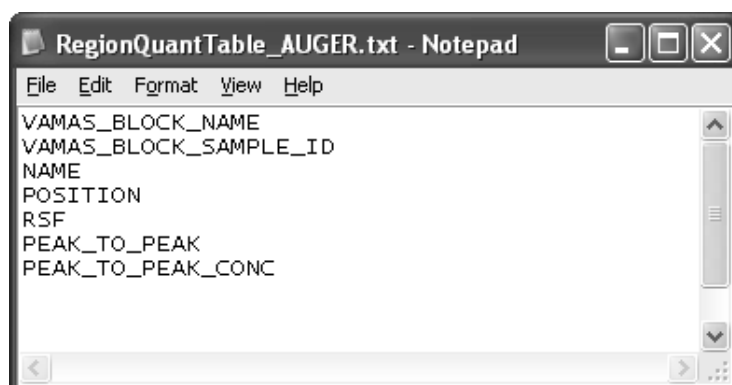 RegionQuantTable_AUGER.txt - Notepad
File Edit Format View Help
VAMAS_BLOCK_NAME
VAMAS_BLOCK_SAMPLE_ID
NAME
POSITION
RSF
PEAK_TO_PEAK
PEAK_TO_PEAK_CONC